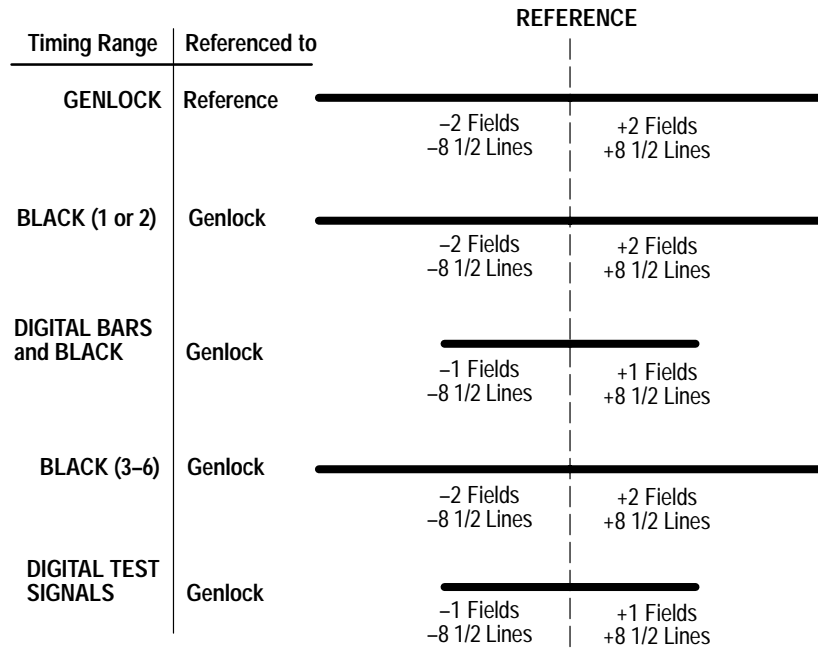 REFERENCE
Timing Range Referenced to
GENLOCK Reference
–2 Fields +2 Fields
–8 1/2 Lines +8 1/2 Lines
BLACK (1 or 2) Genlock
–2 Fields +2 Fields
–8 1/2 Lines +8 1/2 Lines
DIGITAL BARS
and BLACK Genlock
–1 Fields +1 Fields
–8 1/2 Lines +8 1/2 Lines
BLACK (3–6) Genlock
–2 Fields +2 Fields
–8 1/2 Lines +8 1/2 Lines
DIGITAL TEST
SIGNALS Genlock
–1 Fields +1 Fields
–8 1/2 Lines +8 1/2 Lines